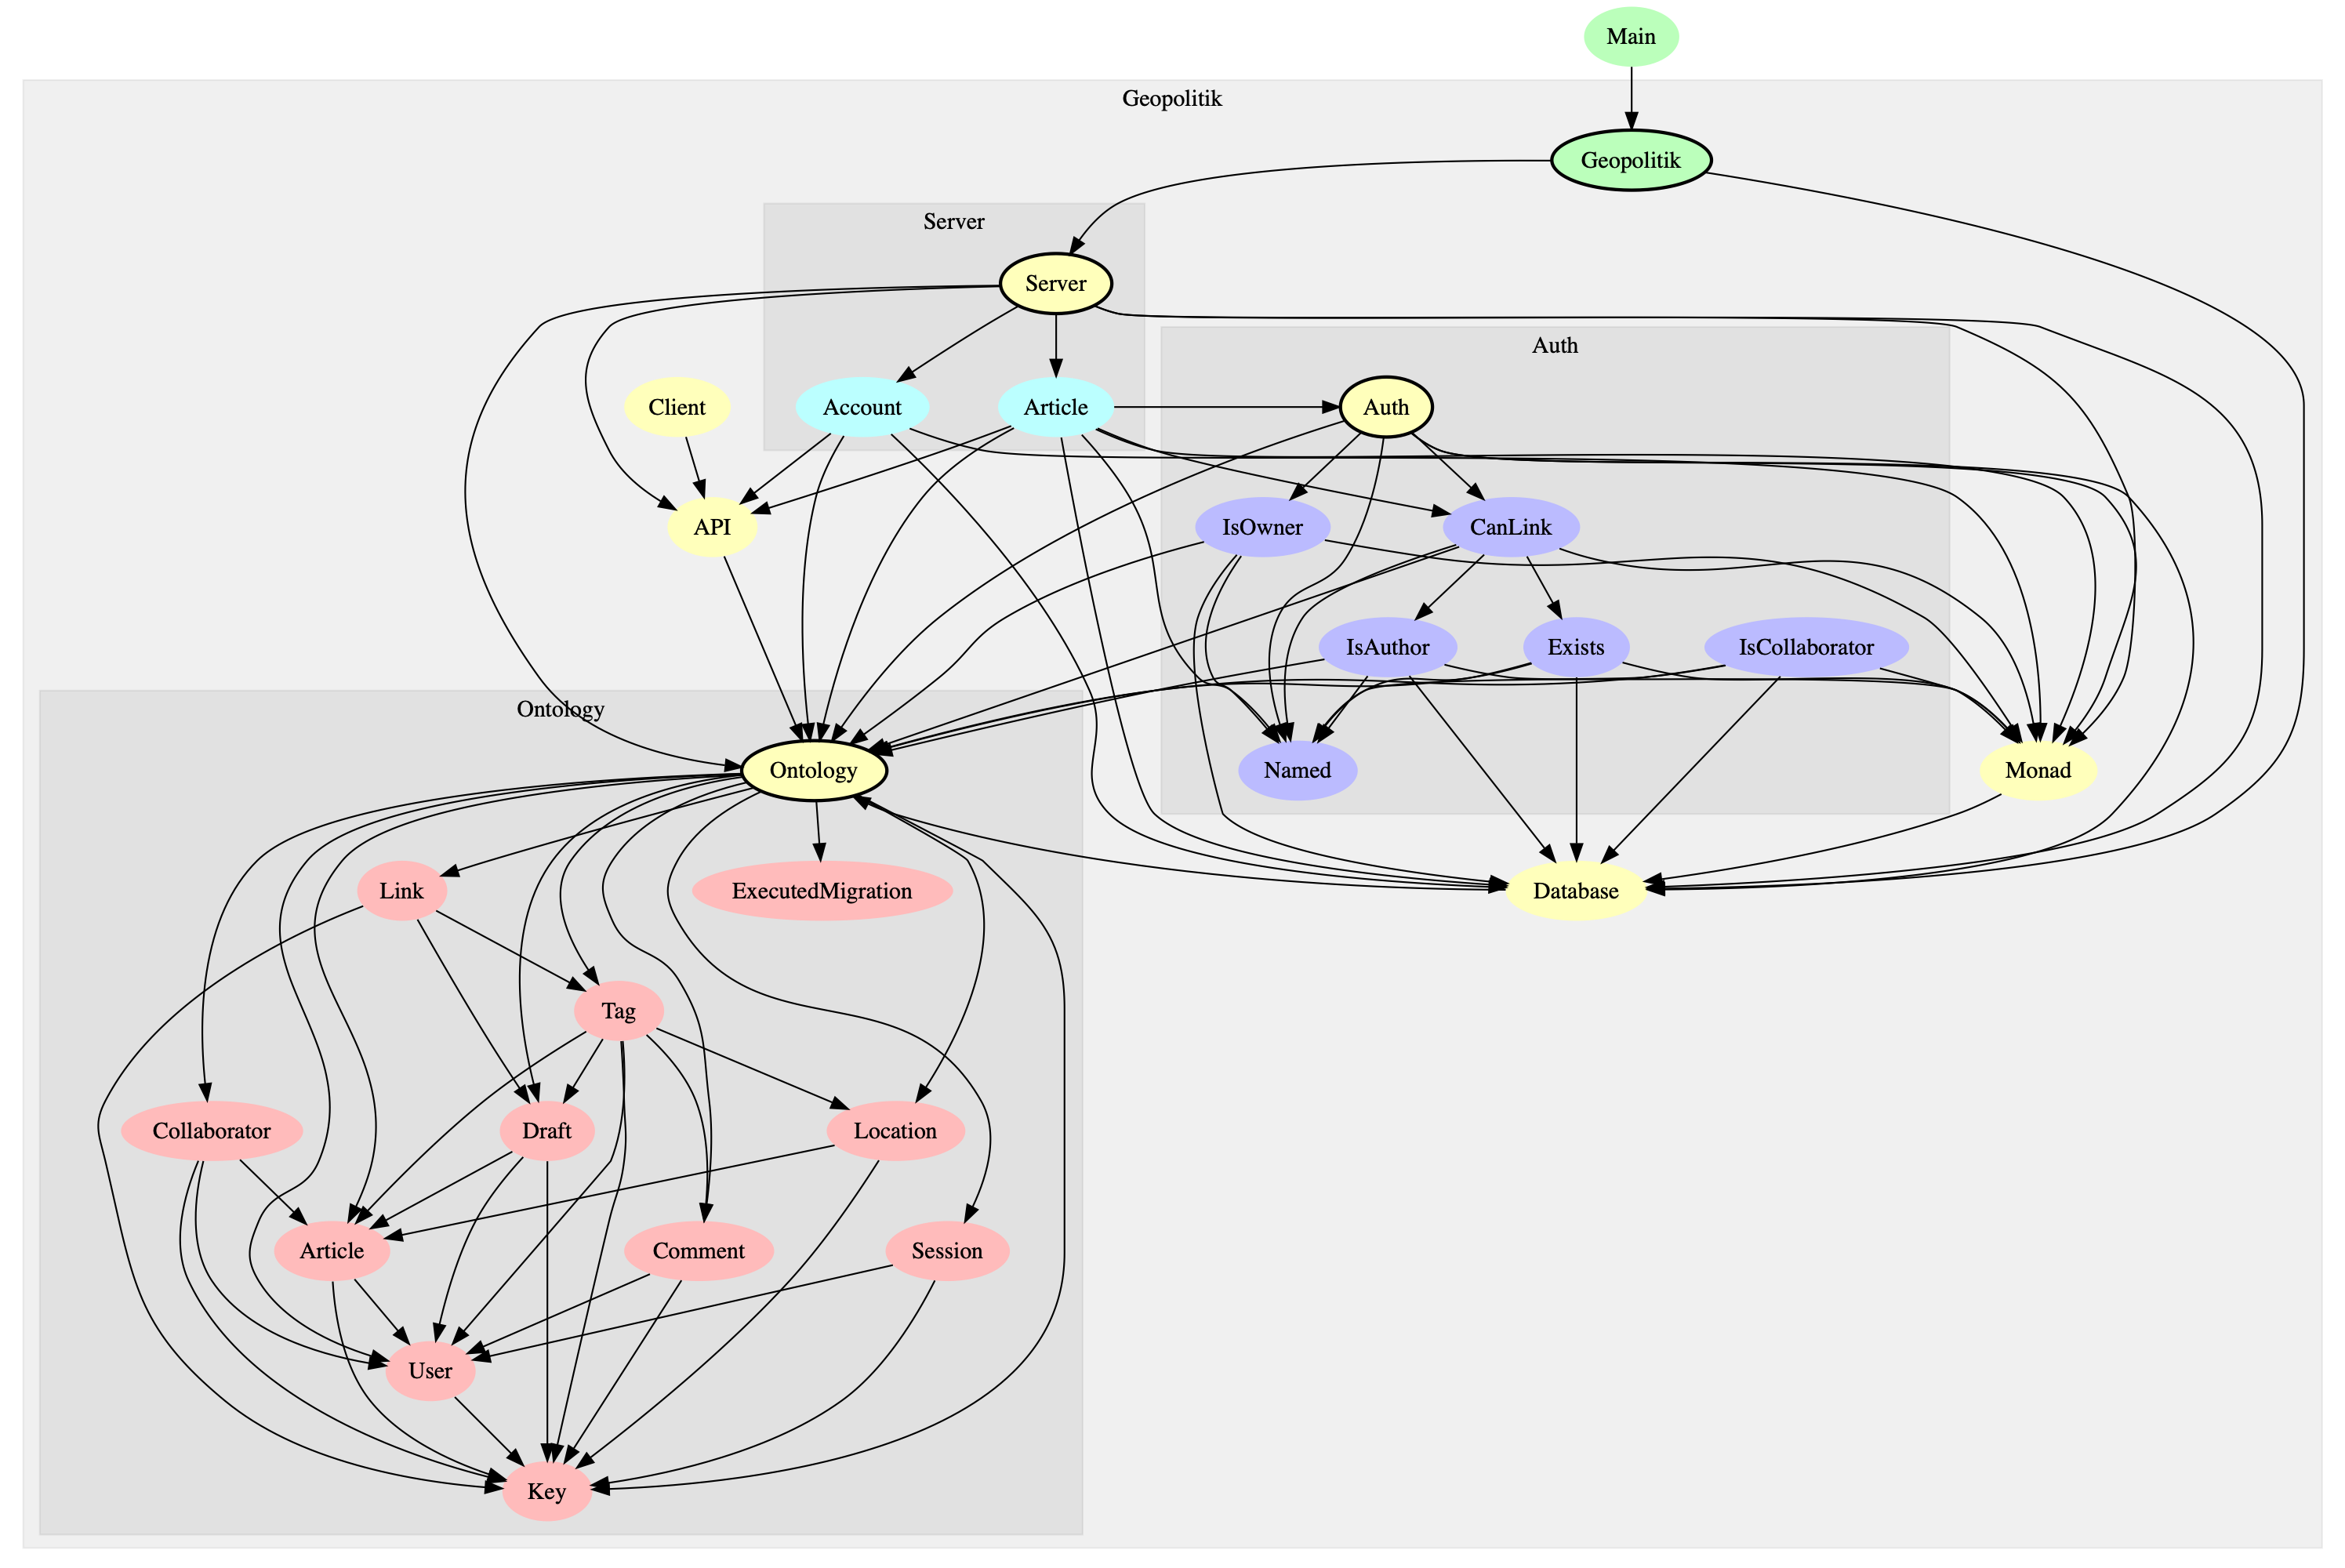 Main
Geopolitik
Geopolitik
Server
Server
Auth
Client
Account
Article
Auth
API
IsOwner
CanLink
IsAuthor
Exists
IsCollaborator
Ontology
Ontology
Named
Monad
Link
ExecutedMigration
Database
Tag
Collaborator
Draft
Location
Article
Comment
Session
User
Key